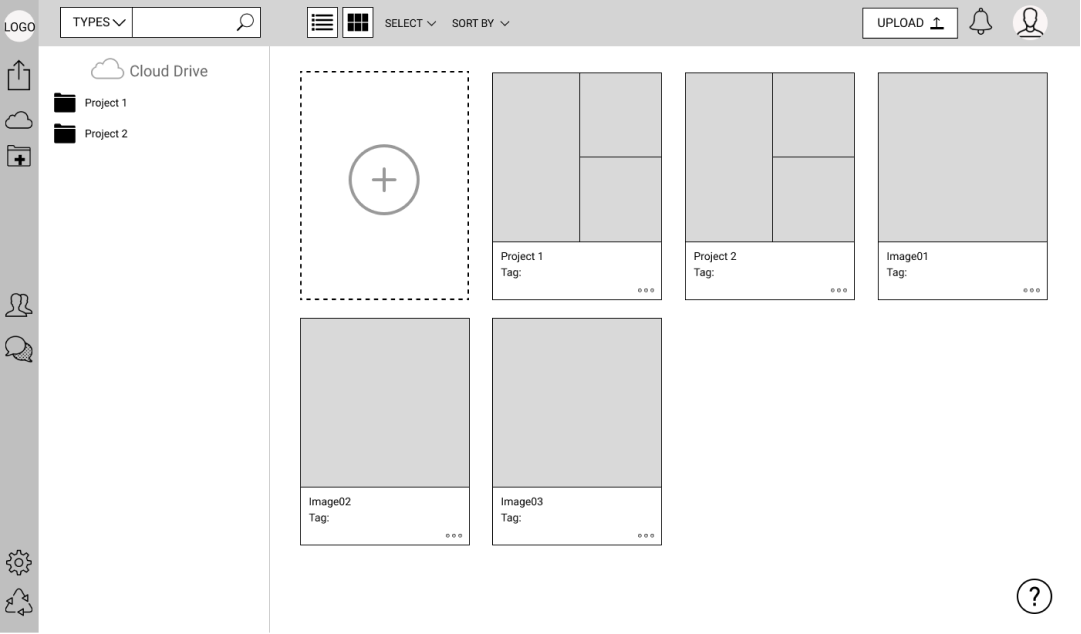 LOGO
TYPES
SELECT
SORT BY
UPLOAD
Cloud Drive
Project 1
Project 2
Project 1
Tag:
Project 2
Tag:
Image01
Tag:
Image02
Tag:
Image03
Tag:
?